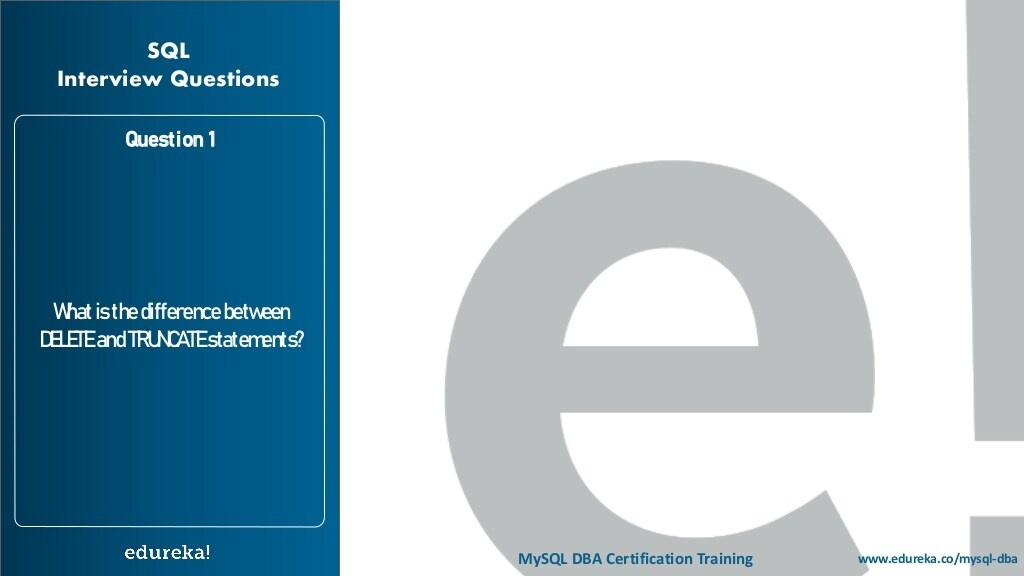 SQL
Interview Questions
Question 1
What is the difference between
DELETE and TRUNCATE statements?
edureka!
e!
MySQL DBA Certification Training
www.edureka.co/mysql-dba